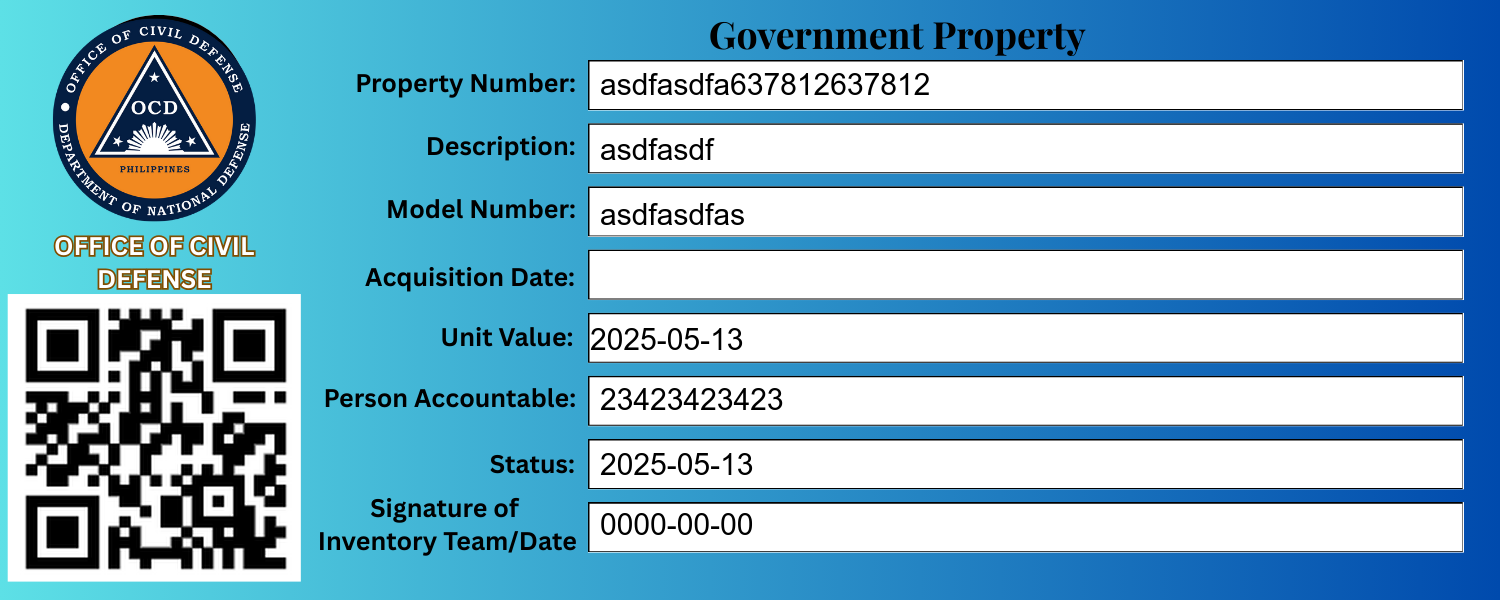 OFFICE OF CIVIL DEFENSE
DEPARTMENT OF NATIONAL DEFENSE
OCD
PHILIPPINES
OFFICE OF CIVIL
DEFENSE
Government Property
Property Number: asdfasdfa637812637812
Description: asdfasdf
Model Number: asdfasdfas
Acquisition Date:
Unit Value: 2025-05-13
Person Accountable: 23423423423
Status: 2025-05-13
Signature of
Inventory Team/Date 0000-00-00